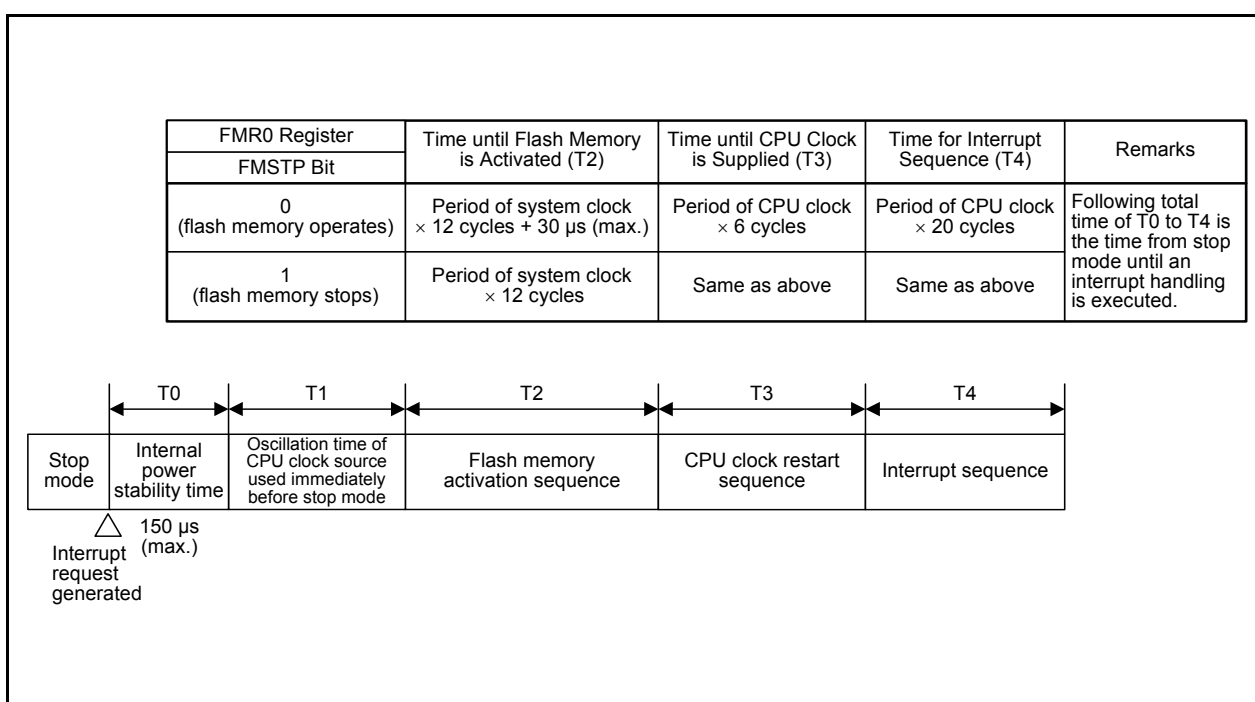 FMR0 Register
FMSTP Bit
Time until Flash Memory
is Activated (T2)
Time until CPU Clock
is Supplied (T3)
Time for Interrupt
Sequence (T4)
Remarks
0
(flash memory operates)
Period of system clock
× 12 cycles + 30 µs (max.)
Period of CPU clock
× 6 cycles
Period of CPU clock
× 20 cycles
Following total
time of T0 to T4 is
the time from stop
mode until an
interrupt handling
is executed.
1
(flash memory stops)
Period of system clock
× 12 cycles
Same as above
Same as above
T0
T1
T2
T3
T4
Stop
mode
Internal
power
stability time
Oscillation time of
CPU clock source
used immediately
before stop mode
Flash memory
activation sequence
CPU clock restart
sequence
Interrupt sequence
150 µs
(max.)
Interrupt
request
generated